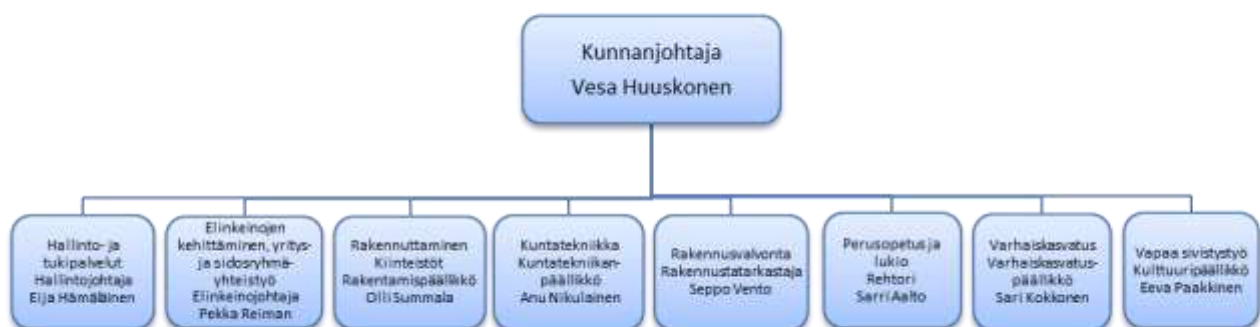 Kunnanjohtaja
Vesa Huuskonen
Hallinto- ja
tukipalvelut
Hallintojohtaja
Eija Hämäläinen
Elinkeinojen
kehittäminen, yritys-
ja sidosryhmä-
yhteistyö
Elinkeinojohtaja
Pekka Reiman
Rakennuttaminen
Kiinteistöt
Rakentamispäällikkö
Olli Summala
Kuntatekniikka
Kuntatekniikan-
päällikkö
Anu Nikulainen
Rakennusvalvonta
Rakennustatarkastaja
Seppo Vento
Perusopetus ja
lukio
Rehtori
Sarri Aalto
Varhaiskasvatus
Varhaiskasvatus-
päällikkö
Sari Kokkonen
Vapaa sivistystyö
Kulttuuripäällikkö
Eeva Paakkinen